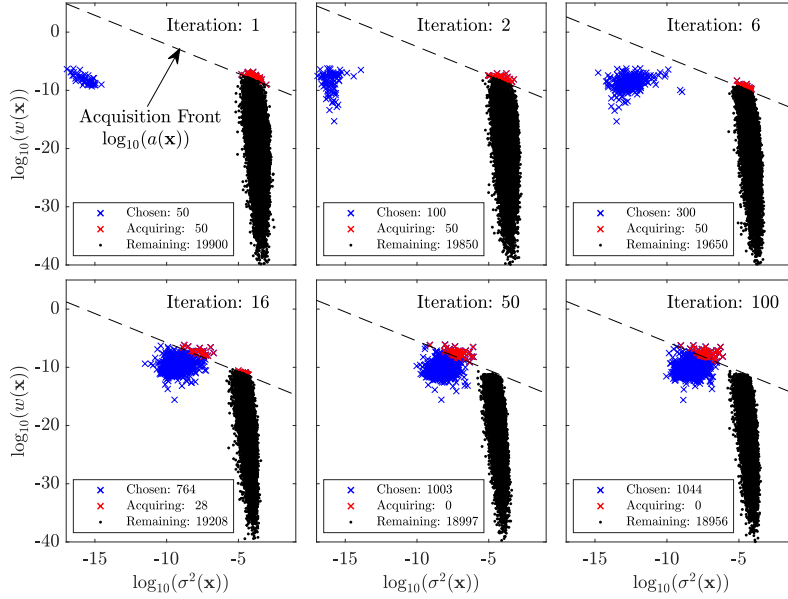 Iteration: 1
Iteration: 2
Iteration: 6
0
-10
-20
-30
-40
log₁₀(w(x))
Acquisition Front
log₁₀(a(x))
Chosen: 50
Acquiring: 50
Remaining: 19900
Chosen: 100
Acquiring: 50
Remaining: 19850
Chosen: 300
Acquiring: 50
Remaining: 19650
Iteration: 16
Iteration: 50
Iteration: 100
0
-10
-20
-30
-40
log₁₀(w(x))
Chosen: 764
Acquiring: 28
Remaining: 19208
Chosen: 1003
Acquiring: 0
Remaining: 18997
Chosen: 1044
Acquiring: 0
Remaining: 18956
-15 -10 -5
-15 -10 -5
-15 -10 -5
log₁₀(σ²(x))
log₁₀(σ²(x))
log₁₀(σ²(x))